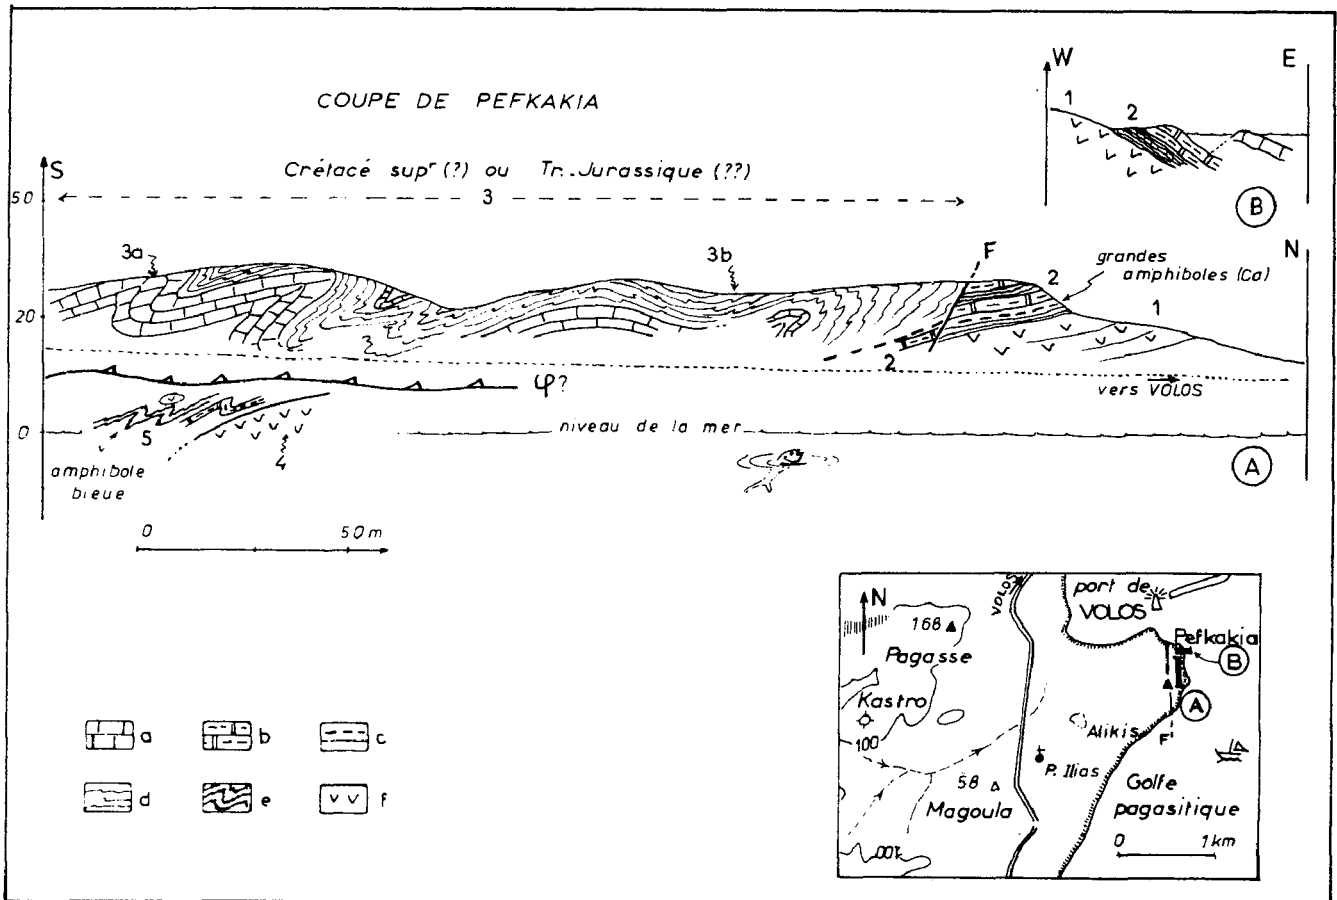 COUPE DE PEFKAKIA
W
E
1
2
B
Crétacé supr (?) ou Tr.Jurassique (??)
S
50
3
3a
3b
F
N
2
grandes
amphiboles (Ca)
1
20
2
φ?
vers VOLOS
0
5
4
niveau de la mer
A
amphibole
bleue
0 50 m
N
VOLOS
port de
VOLOS
168
Pagasse
Pefkakia
B
Kastro
100
A
Alikis
F
P. Ilias
58
Magoula
Golfe
pagasitique
100
0 1 km
a b c
d e f